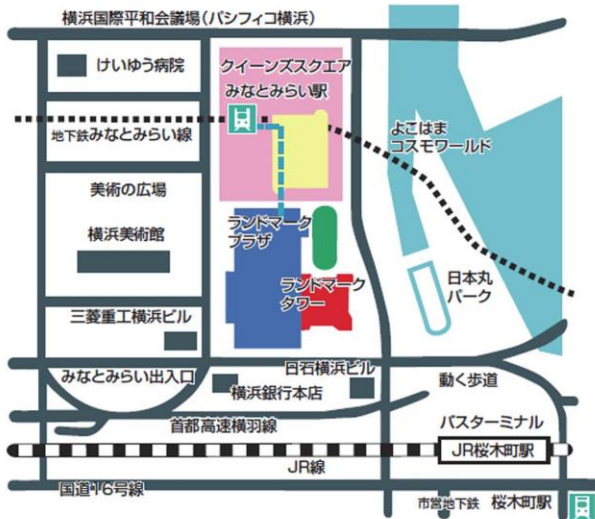 横浜国際平和会議場(パシフィコ横浜)
けいゆう病院
クイーンズスクエア
みなとみらい駅
地下鉄みなとみらい線
よこはま
コスモワールド
美術の広場
横浜美術館
ランドマーク
プラザ
ランドマーク
タワー
日本丸
パーク
三菱重工横浜ビル
みなとみらい出入口
日石横浜ビル
横浜銀行本店
動く歩道
首都高速横羽線
バスターミナル
JR桜木町駅
JR線
国道16号線
市営地下鉄 桜木町駅